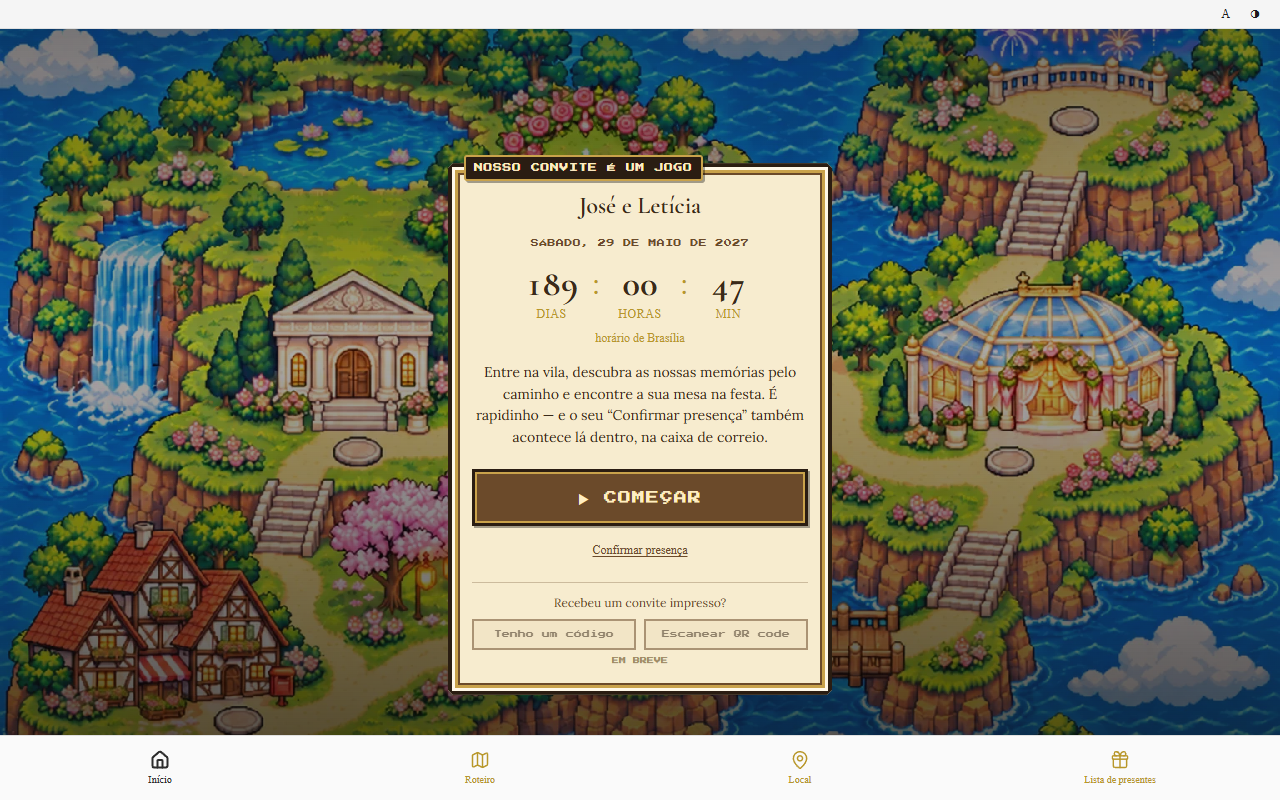 A
NOSSO CONVITE É UM JOGO
José e Letícia
SÁBADO, 29 DE MAIO DE 2027
189 : 00 : 47
DIAS HORAS MIN
horário de Brasília
Entre na vila, descubra as nossas memórias pelo
caminho e encontre a sua mesa na festa. É
rapidinho — e o seu “Confirmar presença” também
acontece lá dentro, na caixa de correio.
▶ COMEÇAR
Confirmar presença
Recebeu um convite impresso?
Tenho um código Escanear QR code
EM BREVE
Início Roteiro Local Lista de presentes